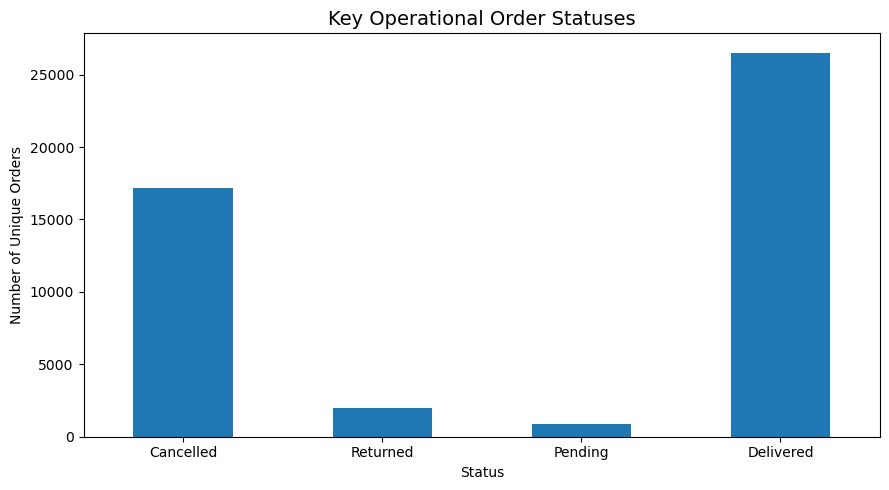 Key Operational Order Statuses
Number of Unique Orders
25000
20000
15000
10000
5000
0
Cancelled Returned Pending Delivered
Status